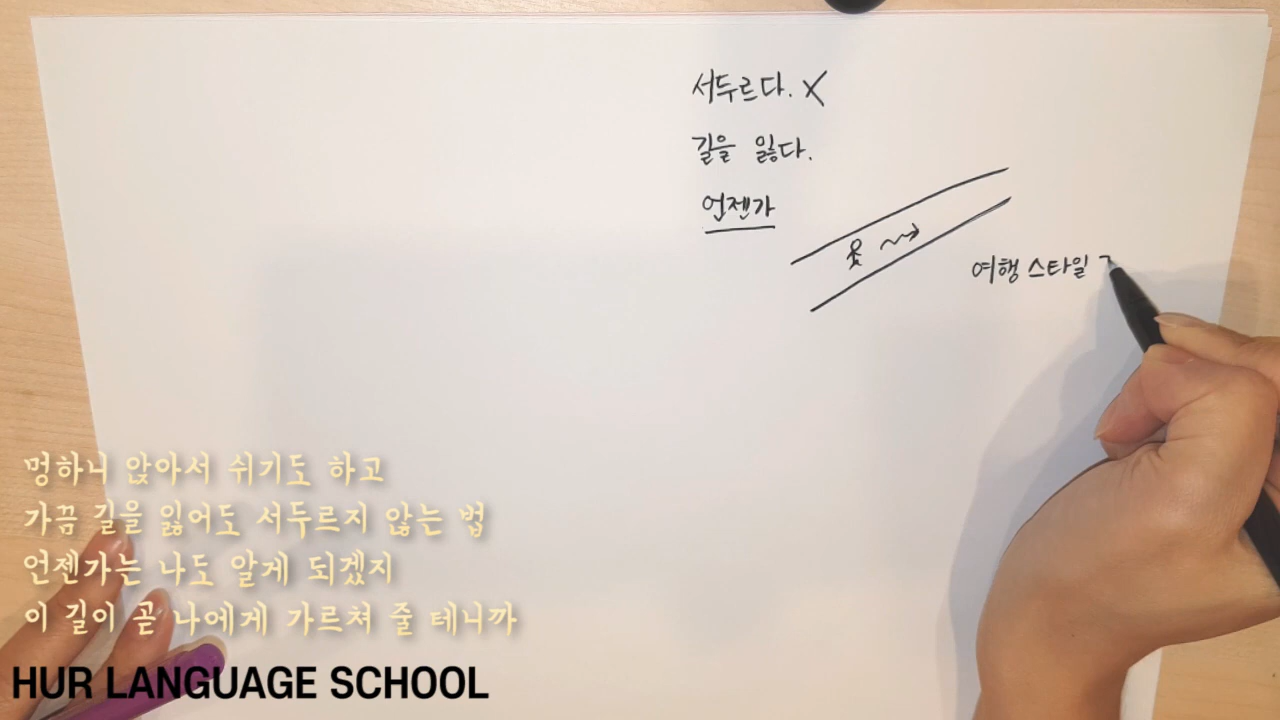 서두르다. X
길을 잃다.
언젠가
여행 스타일
멍하니 앉아서 쉬기도 하고
가끔 길을 잃어도 서두르지 않는 법
언젠가는 나도 알게 되겠지
이 길이 곧 나에게 가르쳐 줄 테니까
HUR LANGUAGE SCHOOL